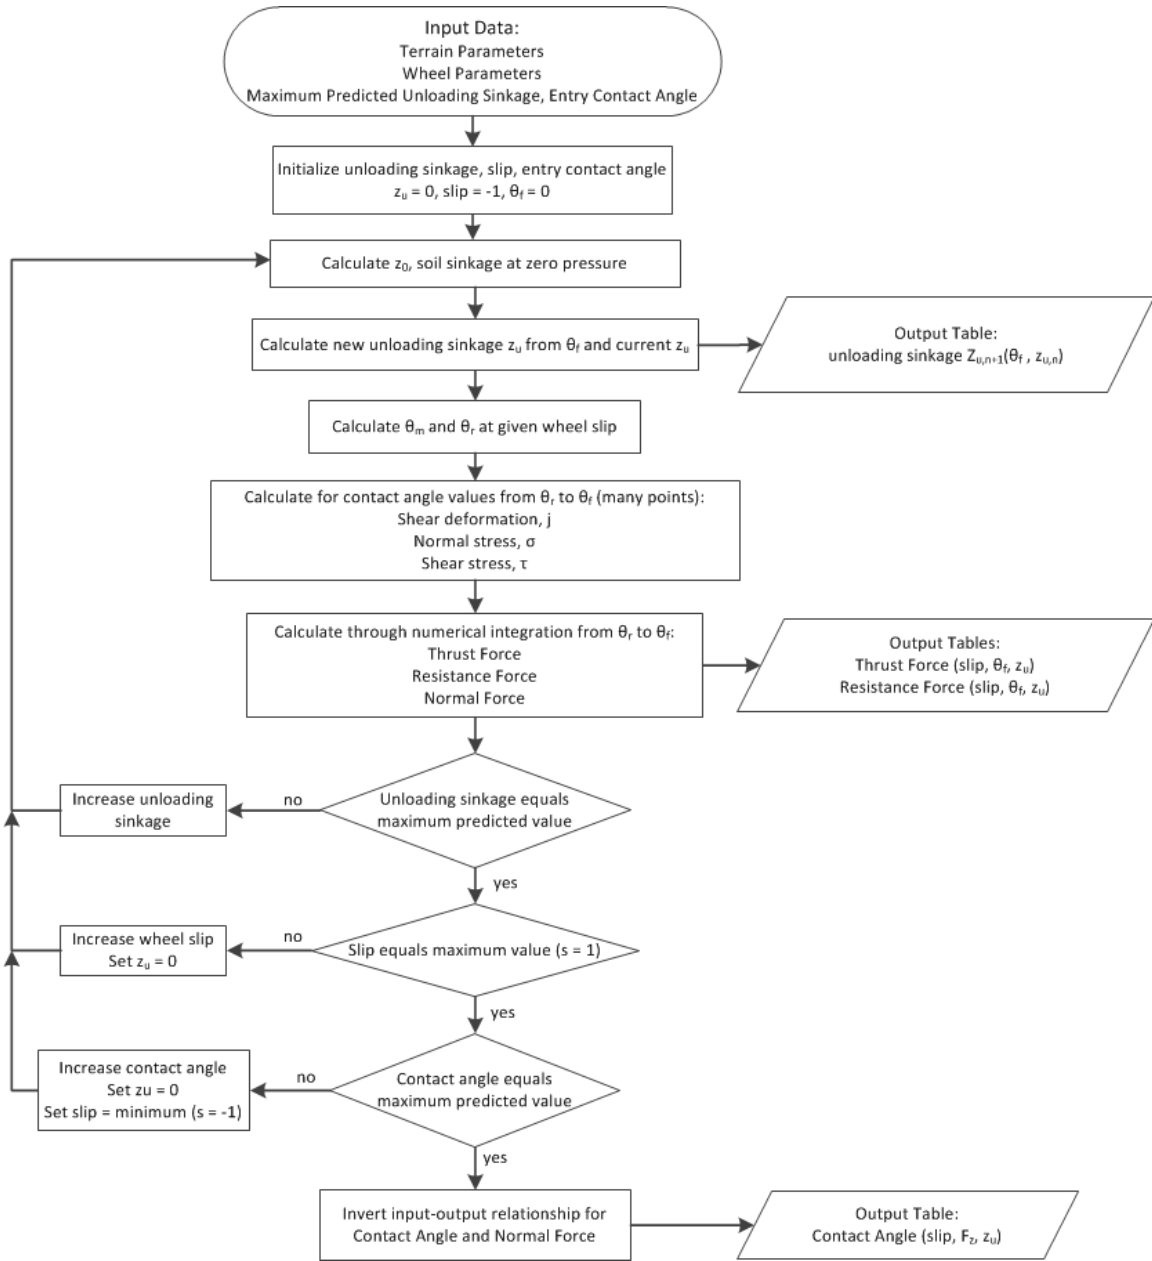 Input Data:
Terrain Parameters
Wheel Parameters
Maximum Predicted Unloading Sinkage, Entry Contact Angle
Initialize unloading sinkage, slip, entry contact angle
zᵤ = 0, slip = -1, θf = 0
Calculate z₀, soil sinkage at zero pressure
Calculate new unloading sinkage zᵤ from θf and current zᵤ
Output Table:
unloading sinkage Zu,n+1(θf , zu,n)
Calculate θm and θr at given wheel slip
Calculate for contact angle values from θr to θf (many points):
Shear deformation, j
Normal stress, σ
Shear stress, τ
Calculate through numerical integration from θr to θf:
Thrust Force
Resistance Force
Normal Force
Output Tables:
Thrust Force (slip, θf, zᵤ)
Resistance Force (slip, θf, zᵤ)
Unloading sinkage equals
maximum predicted value
no
Increase unloading
sinkage
yes
Slip equals maximum value (s = 1)
no
Increase wheel slip
Set zᵤ = 0
yes
Contact angle equals
maximum predicted value
no
Increase contact angle
Set zu = 0
Set slip = minimum (s = -1)
yes
Invert input-output relationship for
Contact Angle and Normal Force
Output Table:
Contact Angle (slip, Fz, zᵤ)